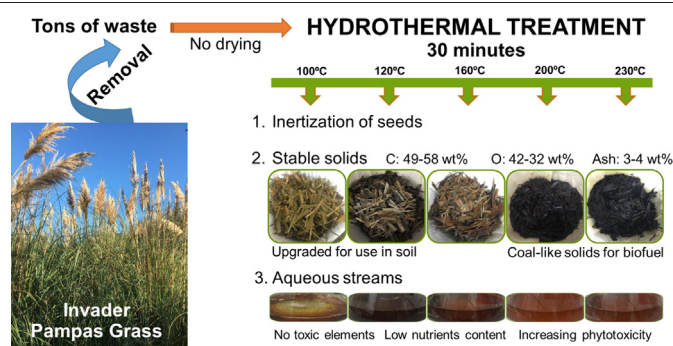 Tons of waste
No drying
HYDROTHERMAL TREATMENT
30 minutes
Removal
100ºC 120ºC 160ºC 200ºC 230ºC
1. Inertization of seeds
2. Stable solids C: 49-58 wt% O: 42-32 wt% Ash: 3-4 wt%
Upgraded for use in soil Coal-like solids for biofuel
3. Aqueous streams
No toxic elements Low nutrients content Increasing phytotoxicity
Invader
Pampas Grass